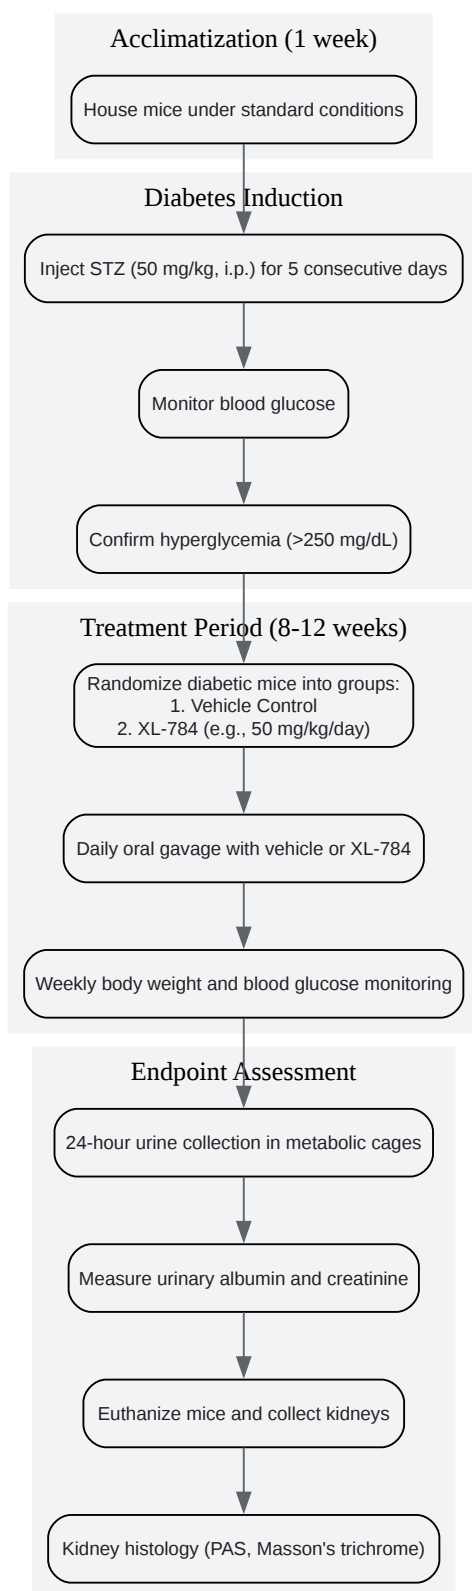 Acclimatization (1 week)
House mice under standard conditions
Diabetes Induction
Inject STZ (50 mg/kg, i.p.) for 5 consecutive days
Monitor blood glucose
Confirm hyperglycemia (>250 mg/dL)
Treatment Period (8-12 weeks)
Randomize diabetic mice into groups:
1. Vehicle Control
2. XL-784 (e.g., 50 mg/kg/day)
Daily oral gavage with vehicle or XL-784
Weekly body weight and blood glucose monitoring
Endpoint Assessment
24-hour urine collection in metabolic cages
Measure urinary albumin and creatinine
Euthanize mice and collect kidneys
Kidney histology (PAS, Masson's trichrome)